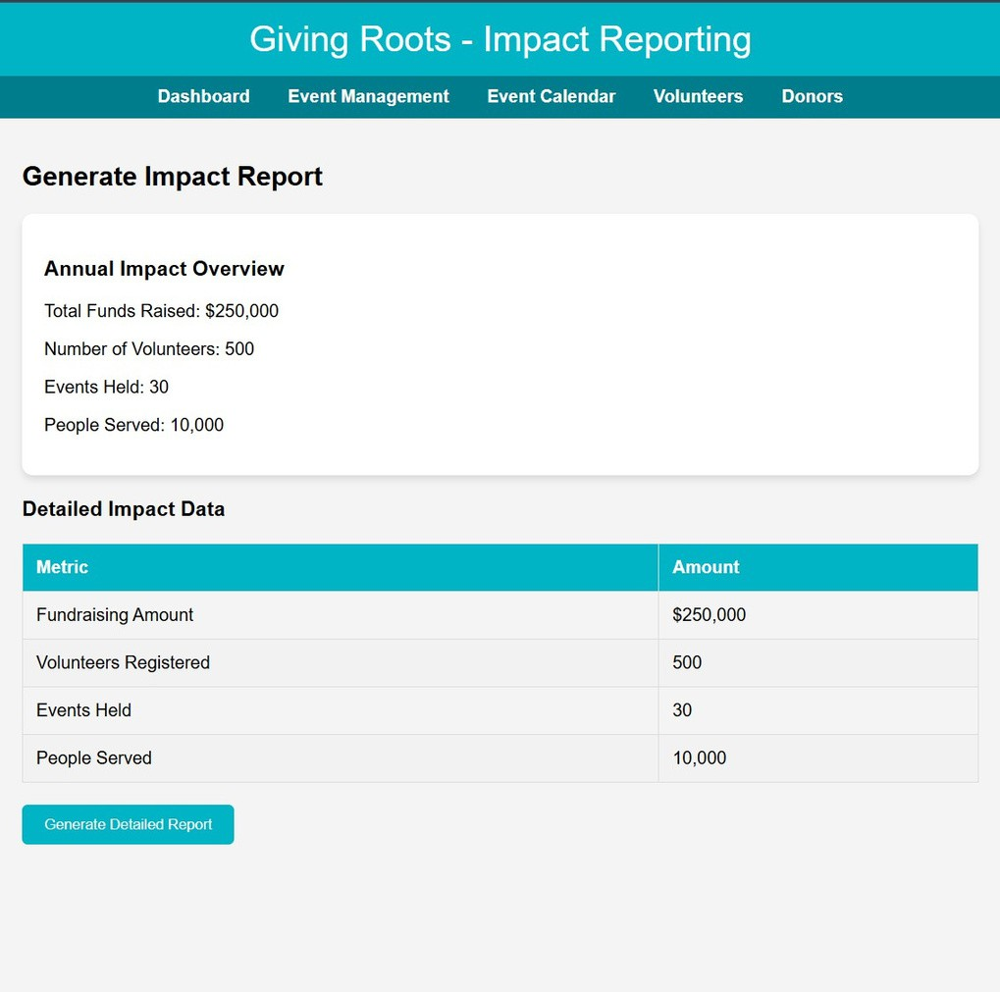 Giving Roots - Impact Reporting
Dashboard Event Management Event Calendar Volunteers Donors
Generate Impact Report
Annual Impact Overview
Total Funds Raised: $250,000
Number of Volunteers: 500
Events Held: 30
People Served: 10,000
Detailed Impact Data
Metric Amount
Fundraising Amount $250,000
Volunteers Registered 500
Events Held 30
People Served 10,000
Generate Detailed Report